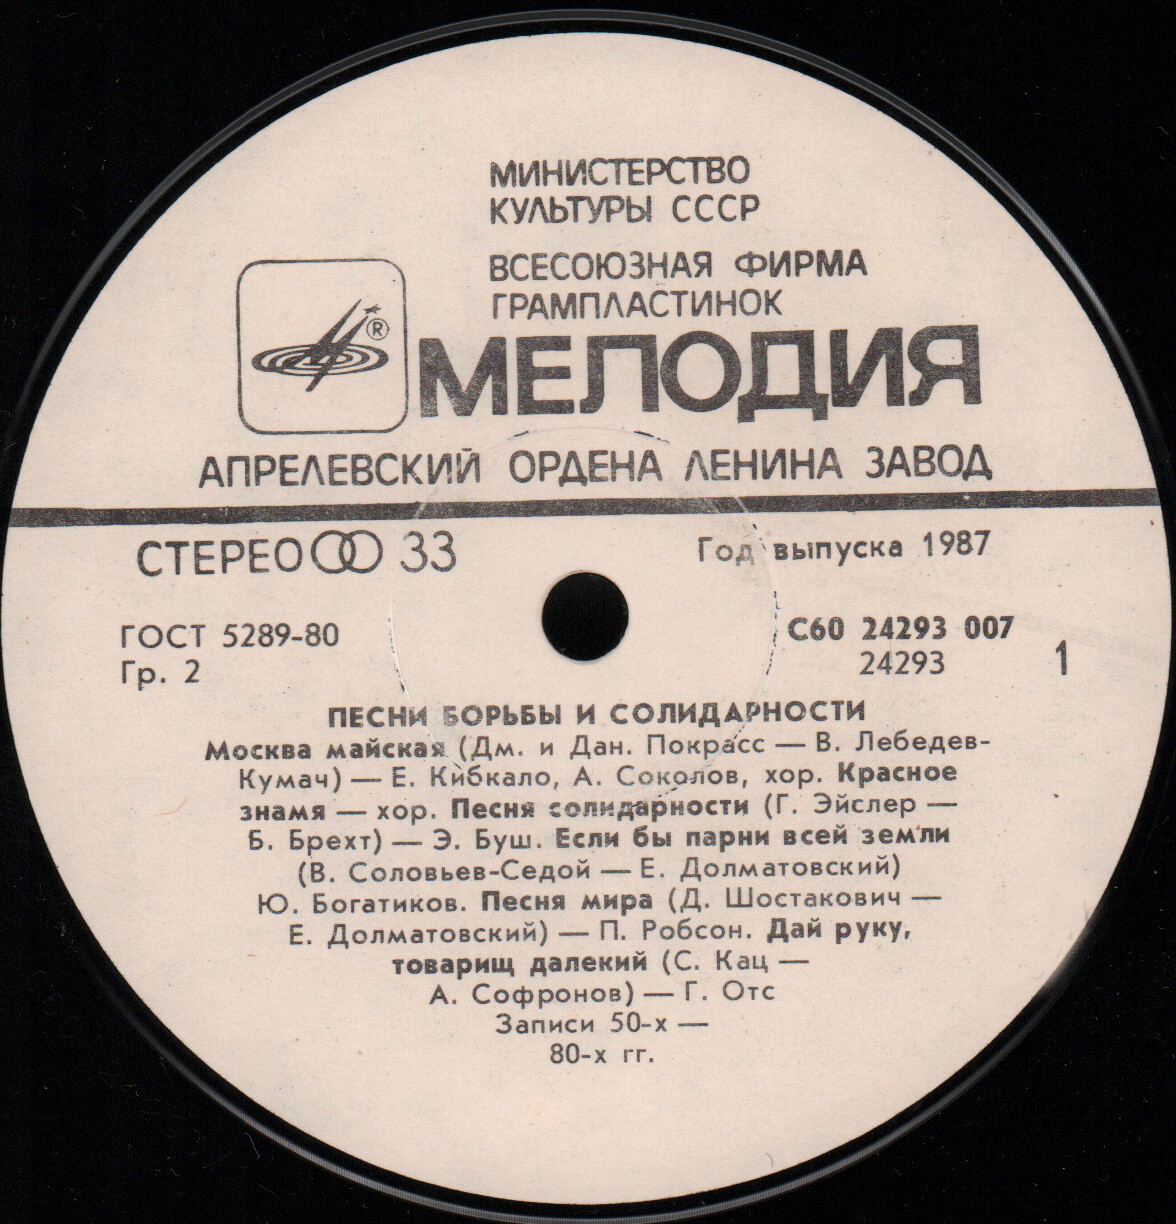 МИНИСТЕРСТВО
КУЛЬТУРЫ СССР
ВСЕСОЮЗНАЯ ФИРМА
ГРАМПЛАСТИНОК
®
МЕЛОДИЯ
АПРЕЛЕВСКИЙ ОРДЕНА ЛЕНИНА ЗАВОД
СТЕРЕО 33
Год выпуска 1987
ГОСТ 5289-80
Гр. 2
С60 24293 007
24293
1
ПЕСНИ БОРЬБЫ И СОЛИДАРНОСТИ
Москва майская (Дм. и Дан. Покрасс — В. Лебедев-
Кумач) — Е. Кибкало, А. Соколов, хор. Красное
знамя — хор. Песня солидарности (Г. Эйслер —
Б. Брехт) — Э. Буш. Если бы парни всей земли
(В. Соловьев-Седой — Е. Долматовский)
Ю. Богатиков. Песня мира (Д. Шостакович —
Е. Долматовский) — П. Робсон. Дай руку,
товарищ далекий (С. Кац —
А. Софронов) — Г. Отс
Записи 50-х —
80-х гг.